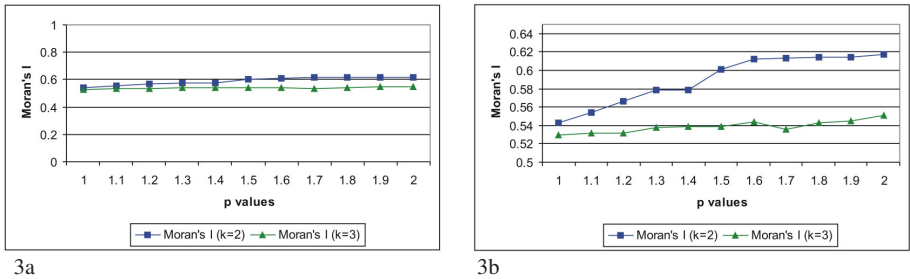 1
0.8
0.6
0.4
0.2
0
Moran's I
1 1.1 1.2 1.3 1.4 1.5 1.6 1.7 1.8 1.9 2
p values
Moran's I (k=2) Moran's I (k=3)
3a
0.64
0.62
0.6
0.58
0.56
0.54
0.52
0.5
Moran's I
1 1.1 1.2 1.3 1.4 1.5 1.6 1.7 1.8 1.9 2
p values
Moran's I (k=2) Moran's I (k=3)
3b